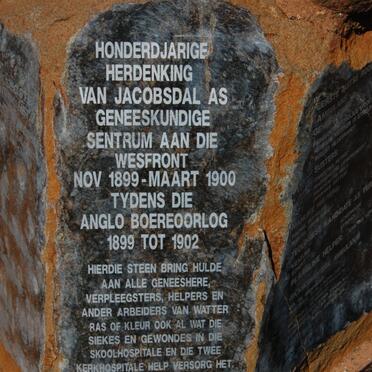 HONDERDJARIGE
HERDENKING
VAN JACOBSDAL AS
GENEESKUNDIGE
SENTRUM AAN DIE
WESFRONT
NOV 1899 - MAART 1900
TYDENS DIE
ANGLO BOEREOORLOG
1899 TOT 1902
HIERDIE STEEN BRING HULDE
AAN ALLE GENEESHERE,
VERPLEEGSTERS, HELPERS EN
ANDER ARBEIDERS VAN WATTER
RAS OF KLEUR OOK AL WAT DIE
SIEKES EN GEWONDES IN DIE
SKOOLHOSPITALE EN DIE TWEE
KERKHOSPITALE HELP VERSORG HET